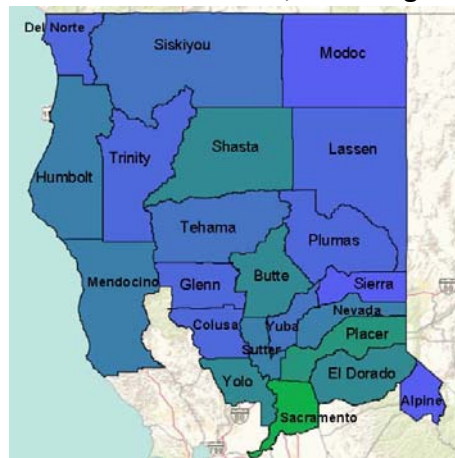 Del Norte
Siskiyou
Modoc
Humbolt
Trinity
Shasta
Lassen
Tehama
Plumas
Mendocino
Glenn
Butte
Sierra
Colusa
Yuba
Nevada
Sutter
Placer
Yolo
El Dorado
Sacramento
Alpine